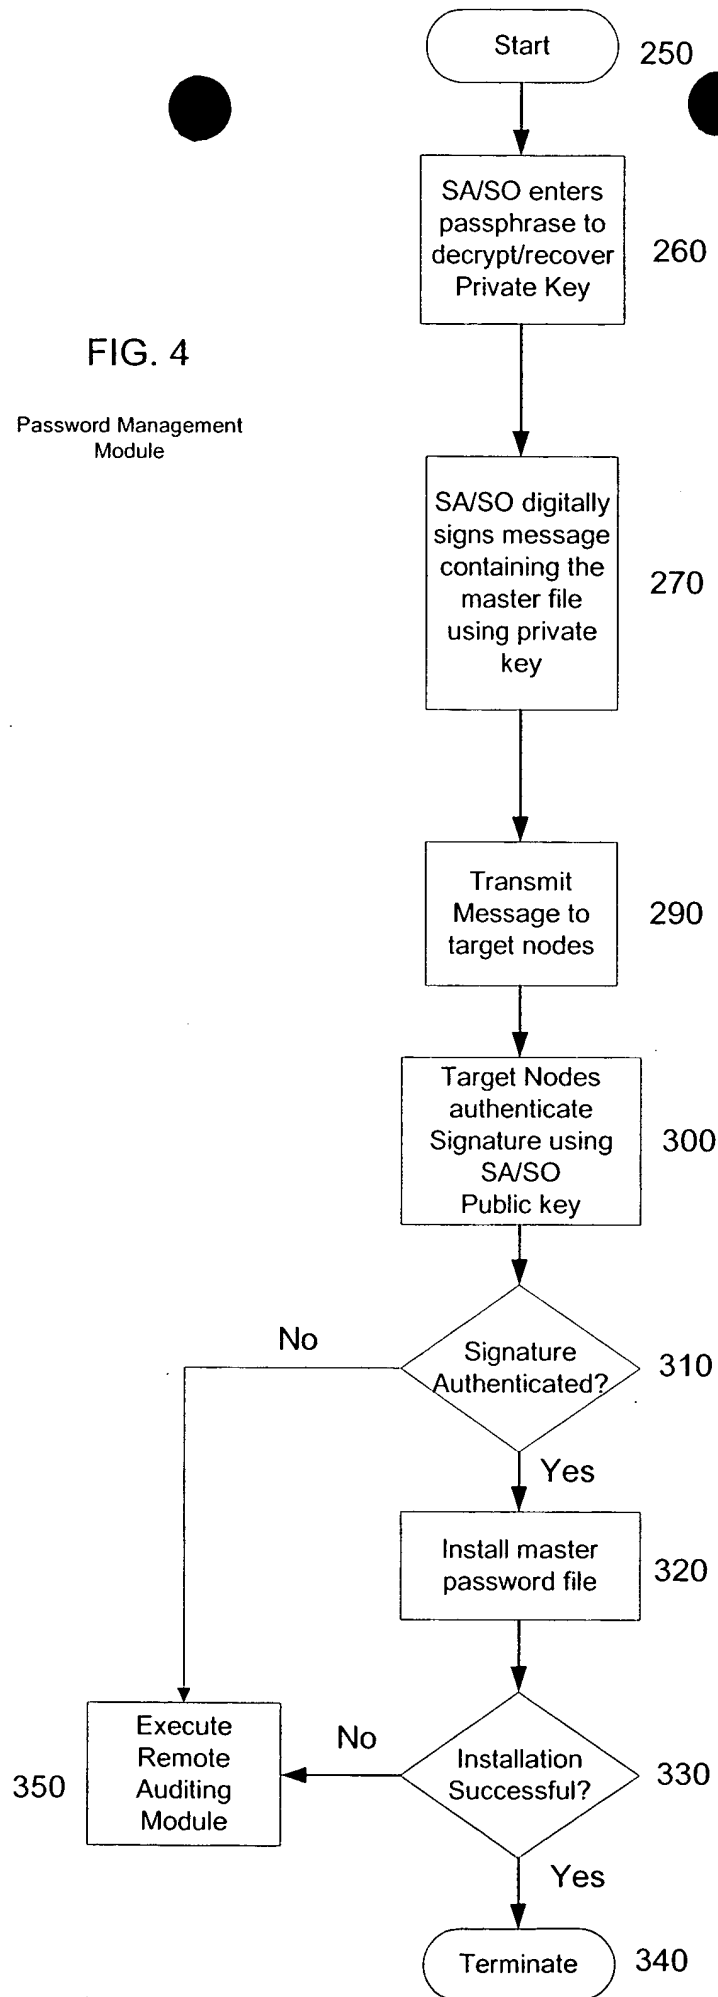 Start
250
SA/SO enters
passphrase to
decrypt/recover
Private Key
260
FIG. 4
Password Management
Module
SA/SO digitally
signs message
containing the
master file
using private
key
270
Transmit
Message to
target nodes
290
Target Nodes
authenticate
Signature using
SA/SO
Public key
300
No
Signature
Authenticated?
310
Yes
Install master
password file
320
Execute
Remote
Auditing
Module
350
No
Installation
Successful?
330
Yes
Terminate
340